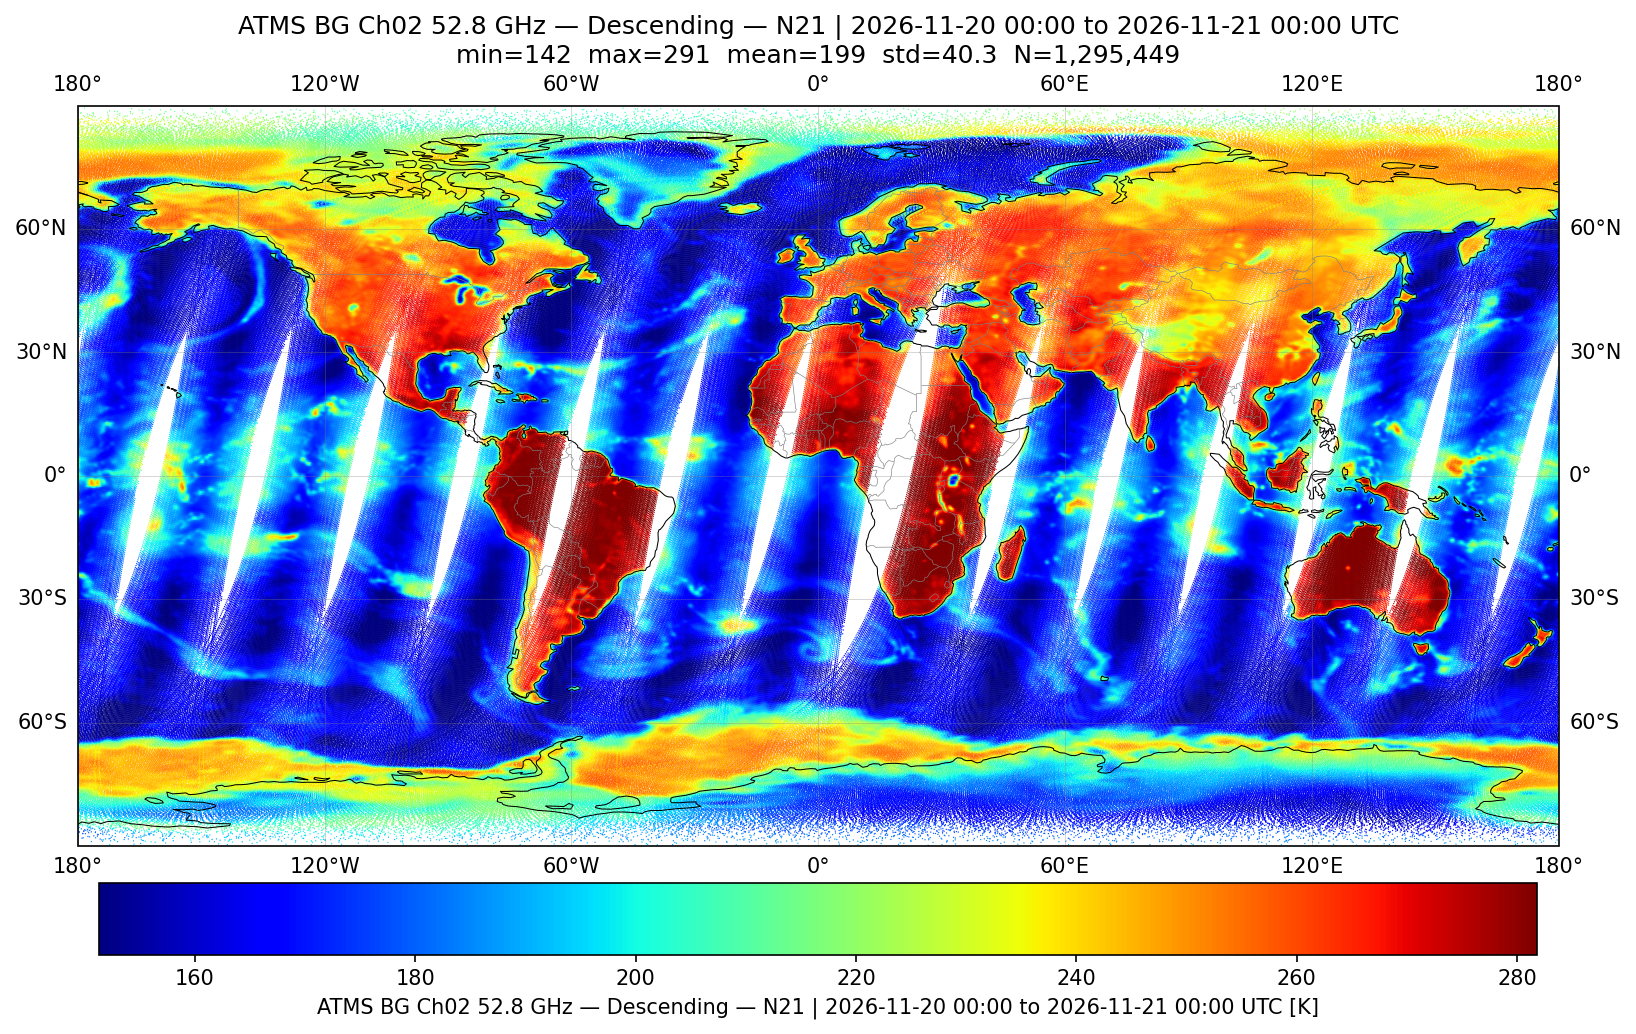 ATMS BG Ch02 52.8 GHz — Descending — N21 | 2026-11-20 00:00 to 2026-11-21 00:00 UTC
min=142 max=291 mean=199 std=40.3 N=1,295,449
180° 120°W 60°W 0° 60°E 120°E 180°
60°N 60°N
30°N 30°N
0° 0°
30°S 30°S
60°S 60°S
180° 120°W 60°W 0° 60°E 120°E 180°
160 180 200 220 240 260 280
ATMS BG Ch02 52.8 GHz — Descending — N21 | 2026-11-20 00:00 to 2026-11-21 00:00 UTC [K]